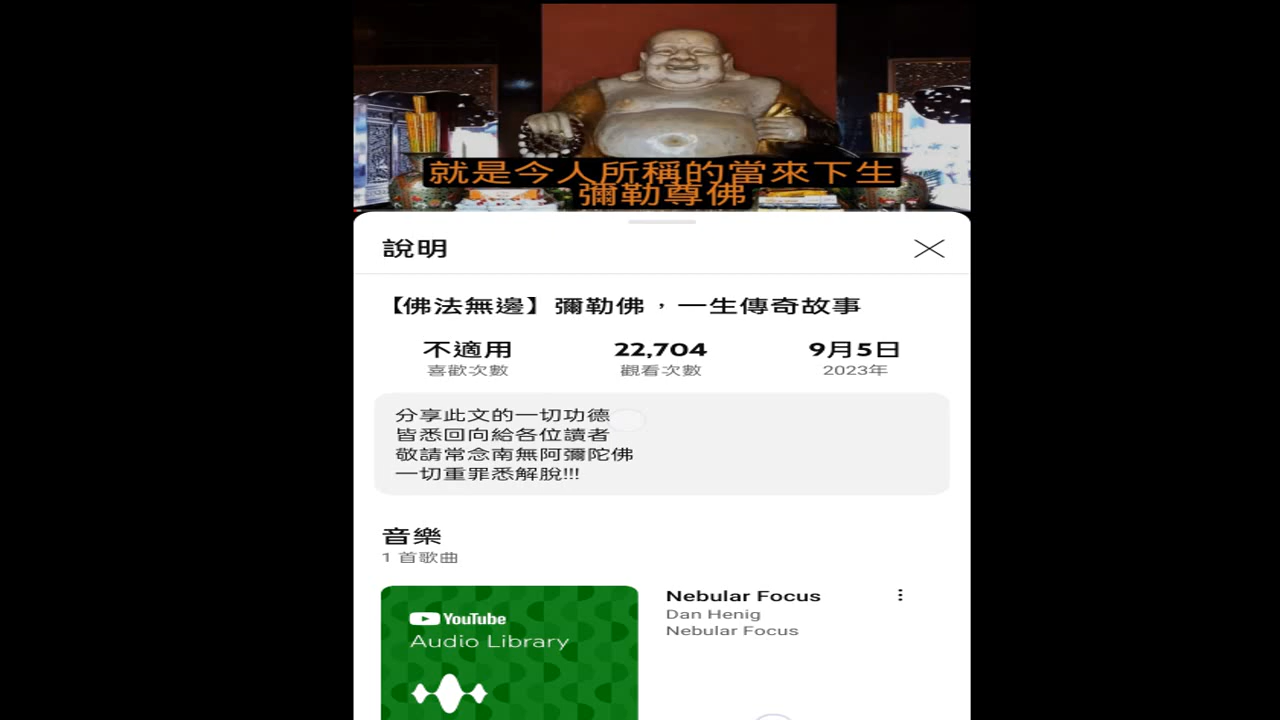 就是今人所稱的當來下生
彌勒尊佛
說明
【佛法無邊】彌勒佛，一生傳奇故事
不適用 22,704 9月5日
喜歡次數 觀看次數 2023年
分享此文的一切功德
皆悉回向給各位讀者
敬請常念南無阿彌陀佛
一切重罪悉解脫!!!
音樂
1 首歌曲
YouTube
Audio Library
Nebular Focus
Dan Henig
Nebular Focus